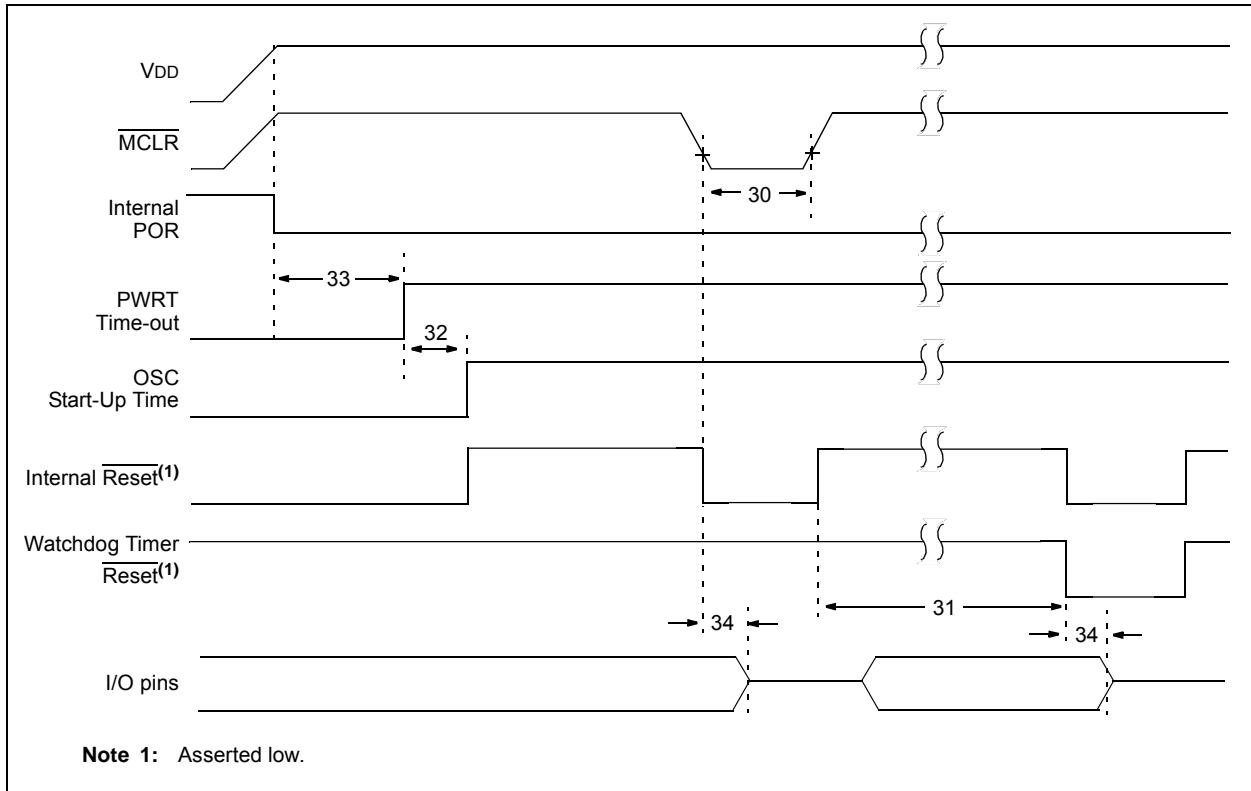 VDD
MCLR
30
Internal
POR
33
PWRT
Time-out
32
OSC
Start-Up Time
Internal Reset(1)
Watchdog Timer
Reset(1)
31
34
34
I/O pins
Note 1: Asserted low.